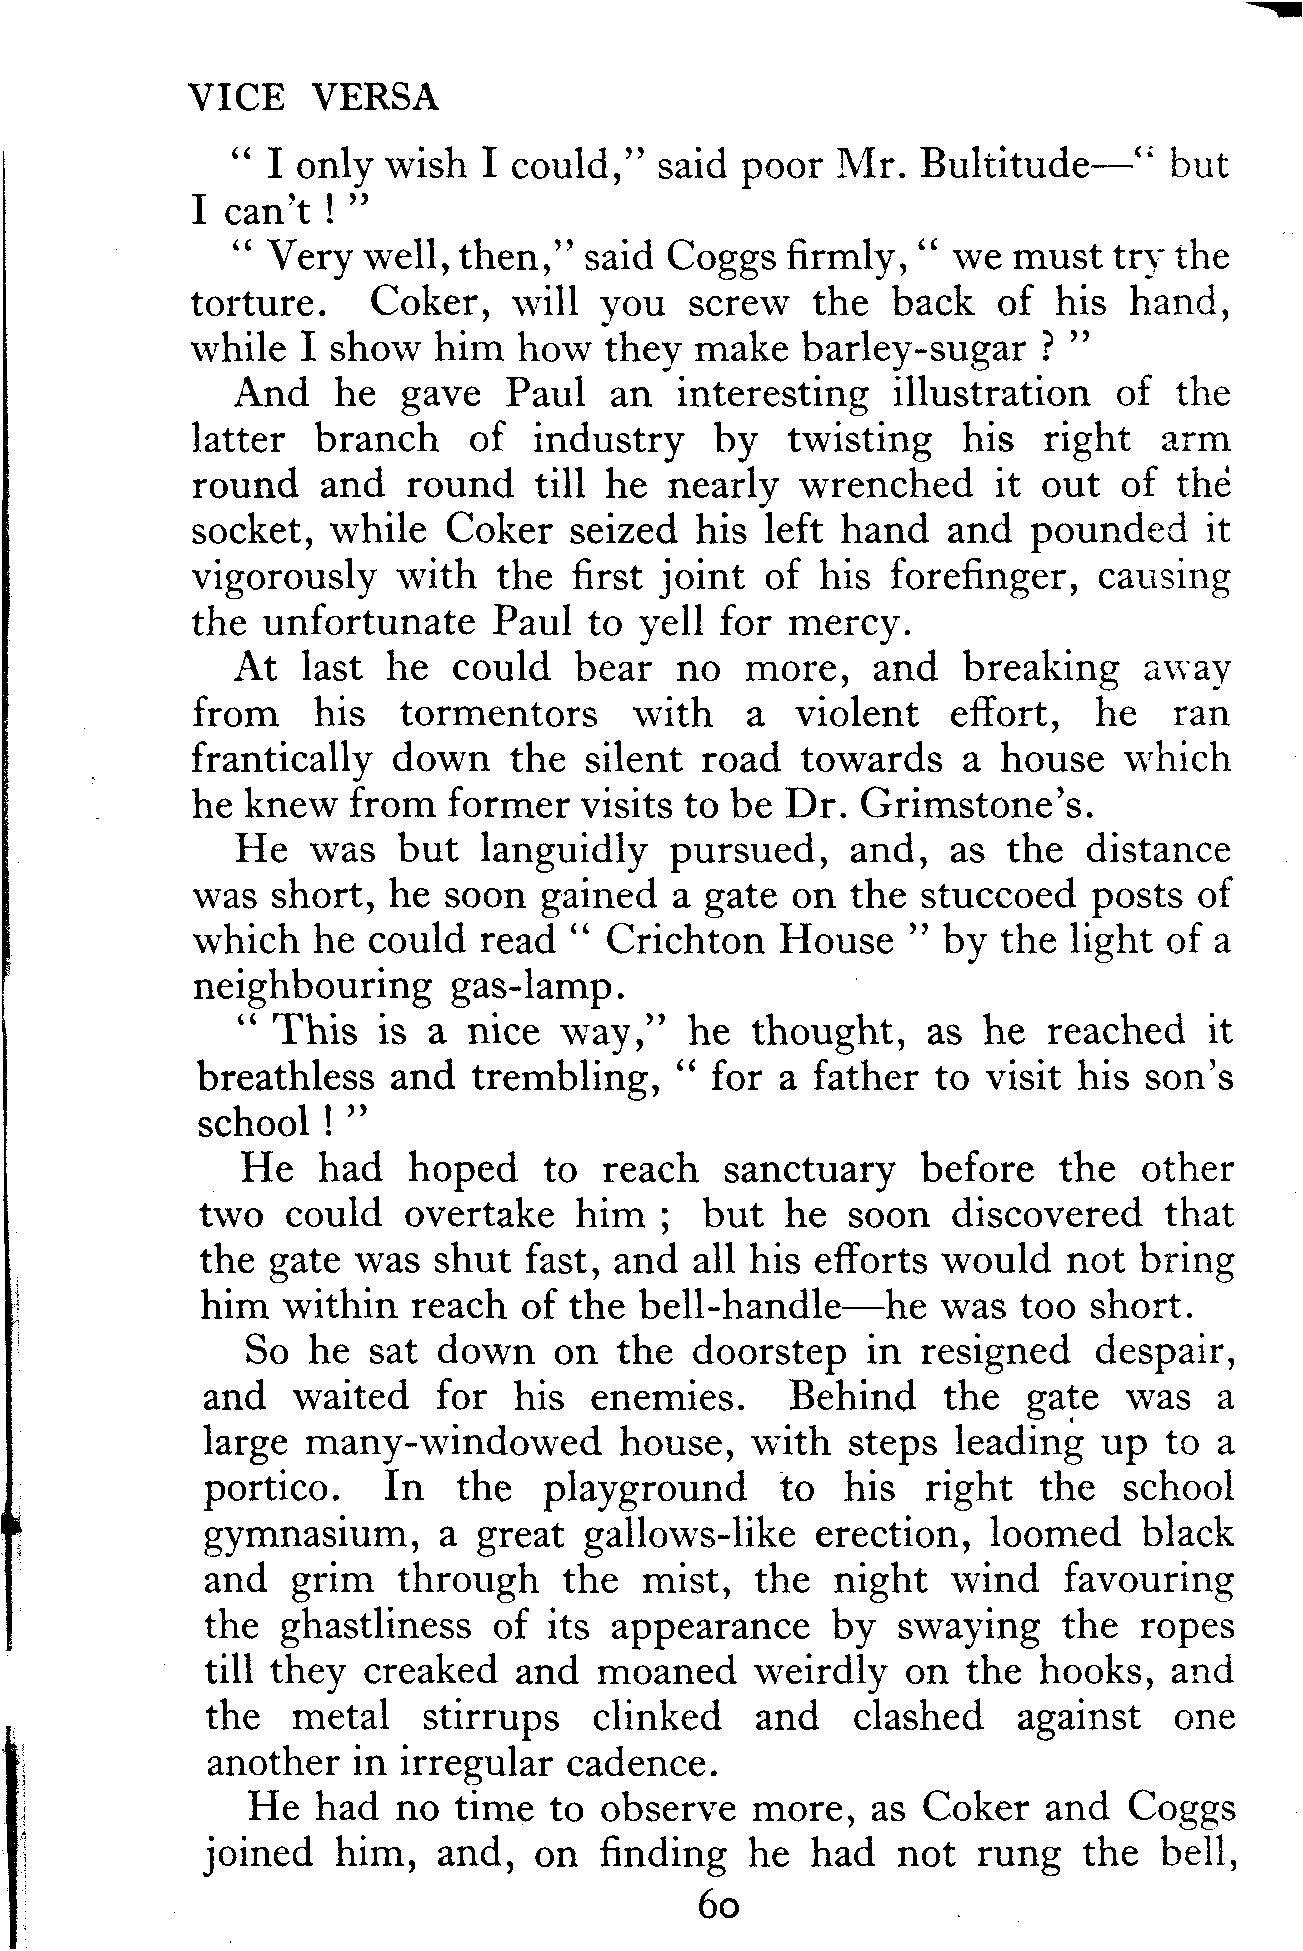 VICE VERSA
“ I only wish I could,” said poor Mr. Bultitude—“ but
I can't ! ”
“ Very well, then,” said Coggs firmly, “ we must try the
torture. Coker, will you screw the back of his hand,
while I show him how they make barley-sugar ? ”
And he gave Paul an interesting illustration of the
latter branch of industry by twisting his right arm
round and round till he nearly wrenched it out of the
socket, while Coker seized his left hand and pounded it
vigorously with the first joint of his forefinger, causing
the unfortunate Paul to yell for mercy.
At last he could bear no more, and breaking away
from his tormentors with a violent effort, he ran
frantically down the silent road towards a house which
he knew from former visits to be Dr. Grimstone's.
He was but languidly pursued, and, as the distance
was short, he soon gained a gate on the stuccoed posts of
which he could read “ Crichton House ” by the light of a
neighbouring gas-lamp.
“ This is a nice way,” he thought, as he reached it
breathless and trembling, “ for a father to visit his son's
school ! ”
He had hoped to reach sanctuary before the other
two could overtake him ; but he soon discovered that
the gate was shut fast, and all his efforts would not bring
him within reach of the bell-handle—he was too short.
So he sat down on the doorstep in resigned despair,
and waited for his enemies. Behind the gate was a
large many-windowed house, with steps leading up to a
portico. In the playground to his right the school
gymnasium, a great gallows-like erection, loomed black
and grim through the mist, the night wind favouring
the ghastliness of its appearance by swaying the ropes
till they creaked and moaned weirdly on the hooks, and
the metal stirrups clinked and clashed against one
another in irregular cadence.
He had no time to observe more, as Coker and Coggs
joined him, and, on finding he had not rung the bell,
60